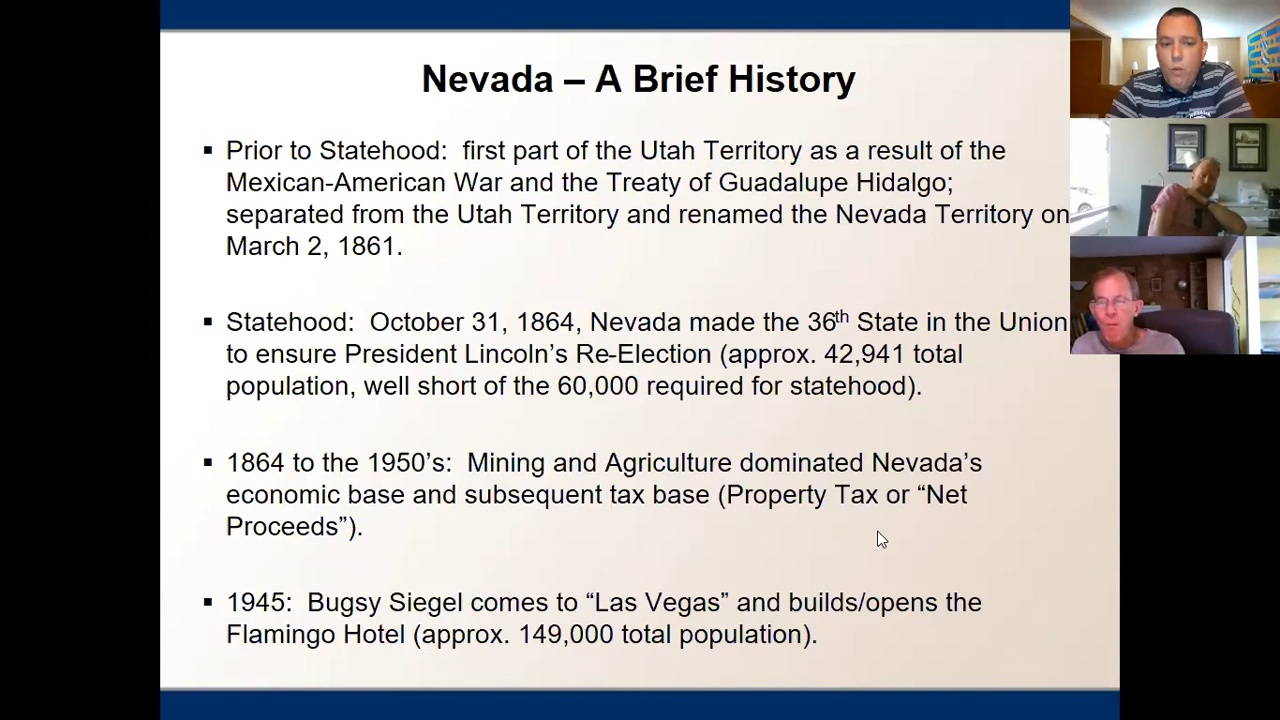 Nevada – A Brief History
▪ Prior to Statehood:  first part of the Utah Territory as a result of the
Mexican-American War and the Treaty of Guadalupe Hidalgo;
separated from the Utah Territory and renamed the Nevada Territory on
March 2, 1861.
▪ Statehood:  October 31, 1864, Nevada made the 36th State in the Union
to ensure President Lincoln’s Re-Election (approx. 42,941 total
population, well short of the 60,000 required for statehood).
▪ 1864 to the 1950’s:  Mining and Agriculture dominated Nevada’s
economic base and subsequent tax base (Property Tax or “Net
Proceeds”).
▪ 1945:  Bugsy Siegel comes to “Las Vegas” and builds/opens the
Flamingo Hotel (approx. 149,000 total population).